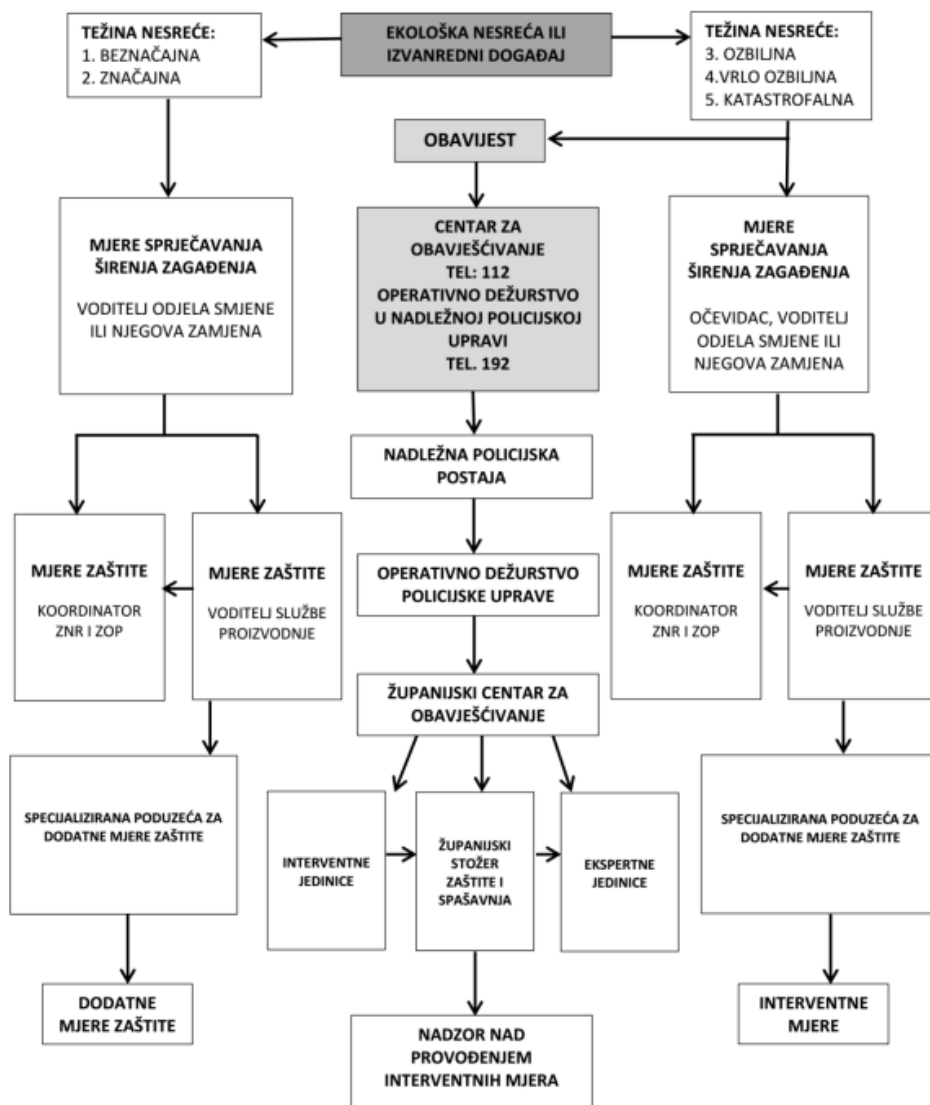 TEŽINA NESREĆE:
1. BEZNAČAJNA
2. ZNAČAJNA
EKOLOŠKA NESREĆA ILI
IZVANREDNI DOGAĐAJ
TEŽINA NESREĆE:
3. OZBILJNA
4.VRLO OZBILJNA
5. KATASTROFALNA
OBAVIJEST
MJERE SPRJEČAVANJA
ŠIRENJA ZAGAĐENJA
VODITELJ ODJELA SMJENE
ILI NJEGOVA ZAMJENA
CENTAR ZA
OBAVJEŠĆIVANJE
TEL: 112
OPERATIVNO DEŽURSTVO
U NADLEŽNOJ POLICIJSKOJ
UPRAVI
TEL. 192
MJERE
SPRJEČAVANJA
ŠIRENJA ZAGAĐENJA
OČEVIDAC, VODITELJ
ODJELA SMJENE ILI
NJEGOVA ZAMJENA
NADLEŽNA POLICIJSKA
POSTAJA
MJERE ZAŠTITE
KOORDINATOR
ZNR I ZOP
MJERE ZAŠTITE
VODITELJ SLUŽBE
PROIZVODNJE
OPERATIVNO DEŽURSTVO
POLICIJSKE UPRAVE
MJERE ZAŠTITE
KOORDINATOR
ZNR I ZOP
MJERE ZAŠTITE
VODITELJ SLUŽBE
PROIZVODNJE
ŽUPANIJSKI CENTAR ZA
OBAVJEŠĆIVANJE
SPECIJALIZIRANA PODUZEĆA ZA
DODATNE MJERE ZAŠTITE
INTERVENTNE
JEDINICE
ŽUPANIJSKI
STOŽER
ZAŠTITE I
SPAŠAVNJA
EKSPERTNE
JEDINICE
SPECIJALIZIRANA PODUZEĆA ZA
DODATNE MJERE ZAŠTITE
DODATNE
MJERE ZAŠTITE
NADZOR NAD
PROVOĐENJEM
INTERVENTNIH MJERA
INTERVENTNE
MJERE